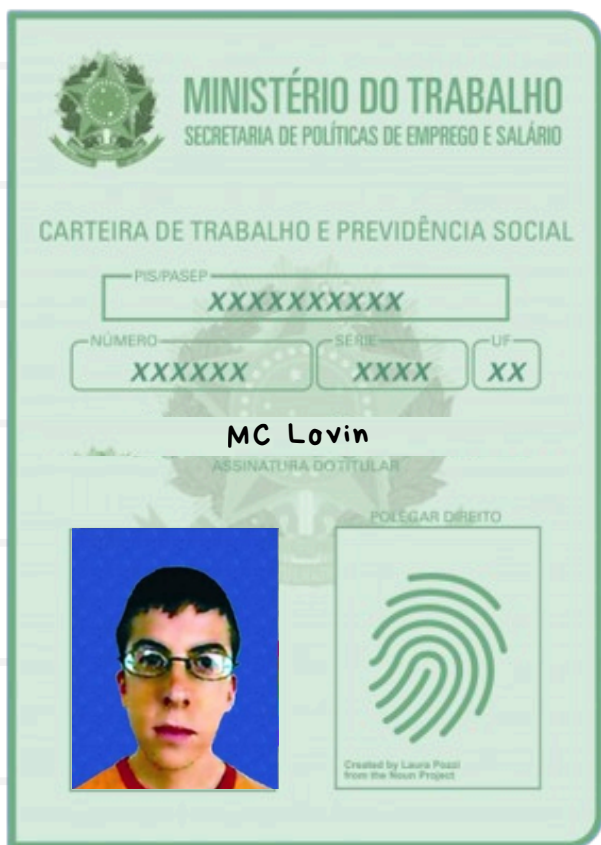 MINISTÉRIO DO TRABALHO
SECRETARIA DE POLÍTICAS DE EMPREGO E SALÁRIO
CARTEIRA DE TRABALHO E PREVIDÊNCIA SOCIAL
PIS/PASEP
XXXXXXXXXX
NÚMERO SÉRIE UF
XXXXXX XXXX XX
MC Lovin
ASSINATURA DO TITULAR
POLEGAR DIREITO
Created by Laura Pozzi
from the Noun Project